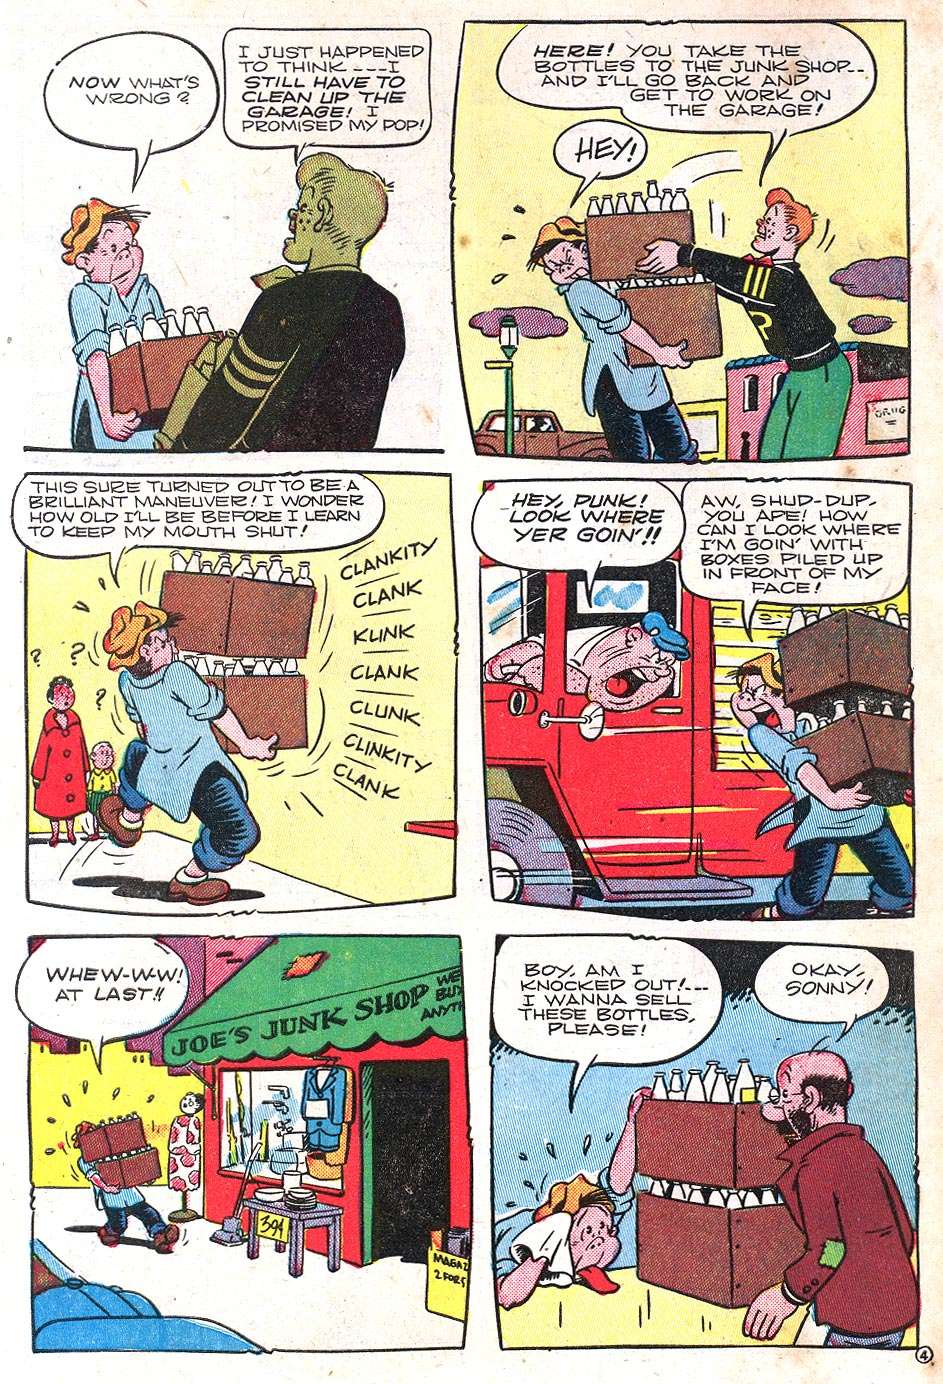 NOW WHAT'S
WRONG?
I JUST HAPPENED
TO THINK ----I
STILL HAVE TO
CLEAN UP THE
GARAGE! I
PROMISED MY POP!
HERE! YOU TAKE THE
BOTTLES TO THE JUNK SHOP--
AND I'LL GO BACK AND
GET TO WORK ON
THE GARAGE!
HEY!
R
DRUG
THIS SURE TURNED OUT TO BE A
BRILLIANT MANEUVER! I WONDER
HOW OLD I'LL BE BEFORE I LEARN
TO KEEP MY MOUTH SHUT!
? ? ?
CLANKITY
CLANK
KLINK
CLANK
CLUNK
CLINKITY
CLANK
HEY, PUNK!
LOOK WHERE
YER GOIN'!!
AW, SHUD-DUP,
YOU APE! HOW
CAN I LOOK WHERE
I'M GOIN' WITH
BOXES PILED UP
IN FRONT OF MY
FACE!
WHEW-W-W!
AT LAST!!
JOE'S JUNK SHOP
WE
BUY
ANYTH
39¢
MAGAZ
2 FOR 5
BOY, AM I
KNOCKED OUT!---
I WANNA SELL
THESE BOTTLES,
PLEASE!
OKAY,
SONNY!
4